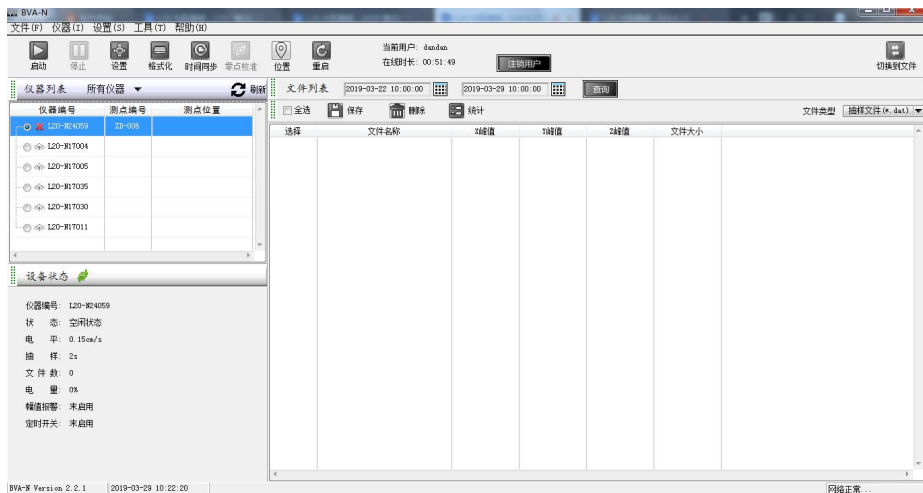 BVA-N
文件(F) 仪器(I) 设置(S) 工具(T) 帮助(H)
启动 停止 设置 格式化 时间同步 零点校准 位置 重启
当前用户: dandan
在线时长: 00:51:49
注销用户
切换到文件
仪器列表 所有仪器 刷新
文件列表 2019-03-22 10:00:00 2019-03-29 10:00:00 查询
全选 保存 删除 统计 文件类型 抽样文件(*.dat)
仪器编号 测点编号 测点位置
选择 文件名称 X峰值 Y峰值 Z峰值 文件大小
L20-N24059 ZD-006
L20-N17004
L20-N17005
L20-N17035
L20-N17030
L20-N17011
设备状态
仪器编号: L20-N24059
状 态: 空闲状态
电 平: 0.15cm/s
抽 样: 2s
文 件 数: 0
电 量: 0%
幅值报警: 未启用
定时开关: 未启用
BVA-N Version 2.2.1 2019-03-29 10:22:20 网络正常...